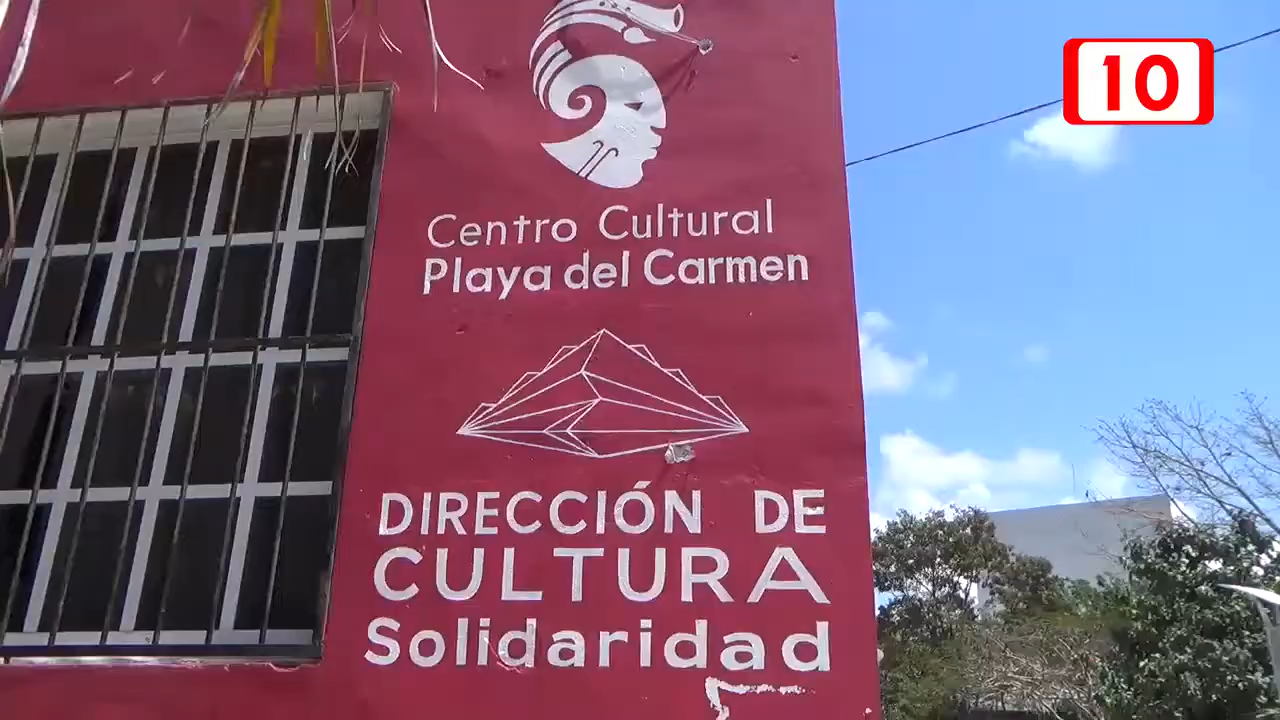 10
Centro Cultural
Playa del Carmen
DIRECCIÓN DE
CULTURA
Solidaridad